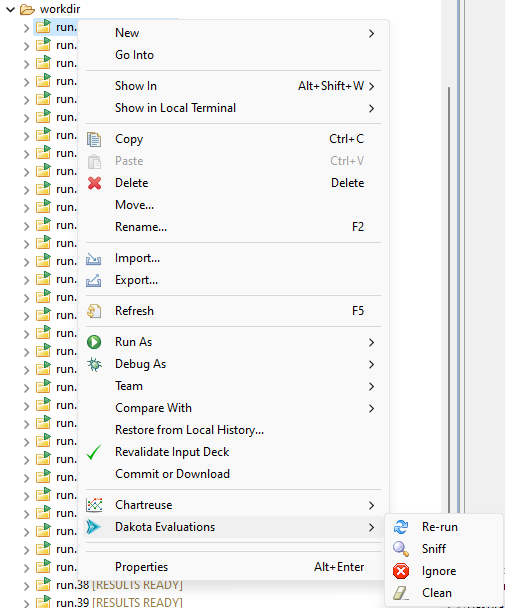 workdir
run.
New
run.
Go Into
run.
run.
Show In Alt+Shift+W
run.
Show in Local Terminal
run.
run.
Copy Ctrl+C
run.
Paste Ctrl+V
run.
Delete Delete
run.
Move...
run.
Rename... F2
run.
run.
Import...
run.
Export...
run.
run.
Refresh F5
run.
run.
Run As
run.
Debug As
run.
Team
run.
Compare With
run.
Restore from Local History...
run.
Revalidate Input Deck
run.
Commit or Download
run.
run.
Chartreuse
run.
Dakota Evaluations
Re-run
run.
Sniff
run.
Properties Alt+Enter
Ignore
run.38 [RESULTS READY]
Clean
run.39 [RESULTS READY]